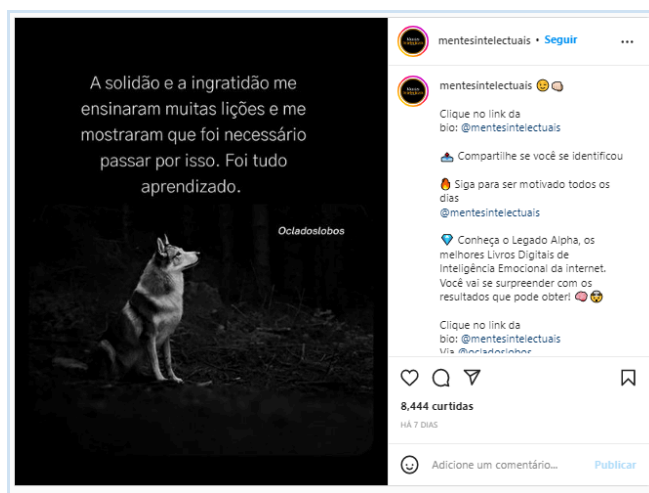 A solidão e a ingratidão me
ensinaram muitas lições e me
mostraram que foi necessário
passar por isso. Foi tudo
aprendizado.
Ocladoslobos
mentesintelectuais • Seguir
mentesintelectuais 😉👊🏻
Clique no link da
bio: @mentesintelectuais
📤 Compartilhe se você se identificou
🔥 Siga para ser motivado todos os
dias
@mentesintelectuais
💎 Conheça o Legado Alpha, os
melhores Livros Digitais de
Inteligência Emocional da internet.
Você vai se surpreender com os
resultados que pode obter! 🧠🤯
Clique no link da
bio: @mentesintelectuais
Via @ocladoslobos
8,444 curtidas
HÁ 7 DIAS
Adicione um comentário...
Publicar